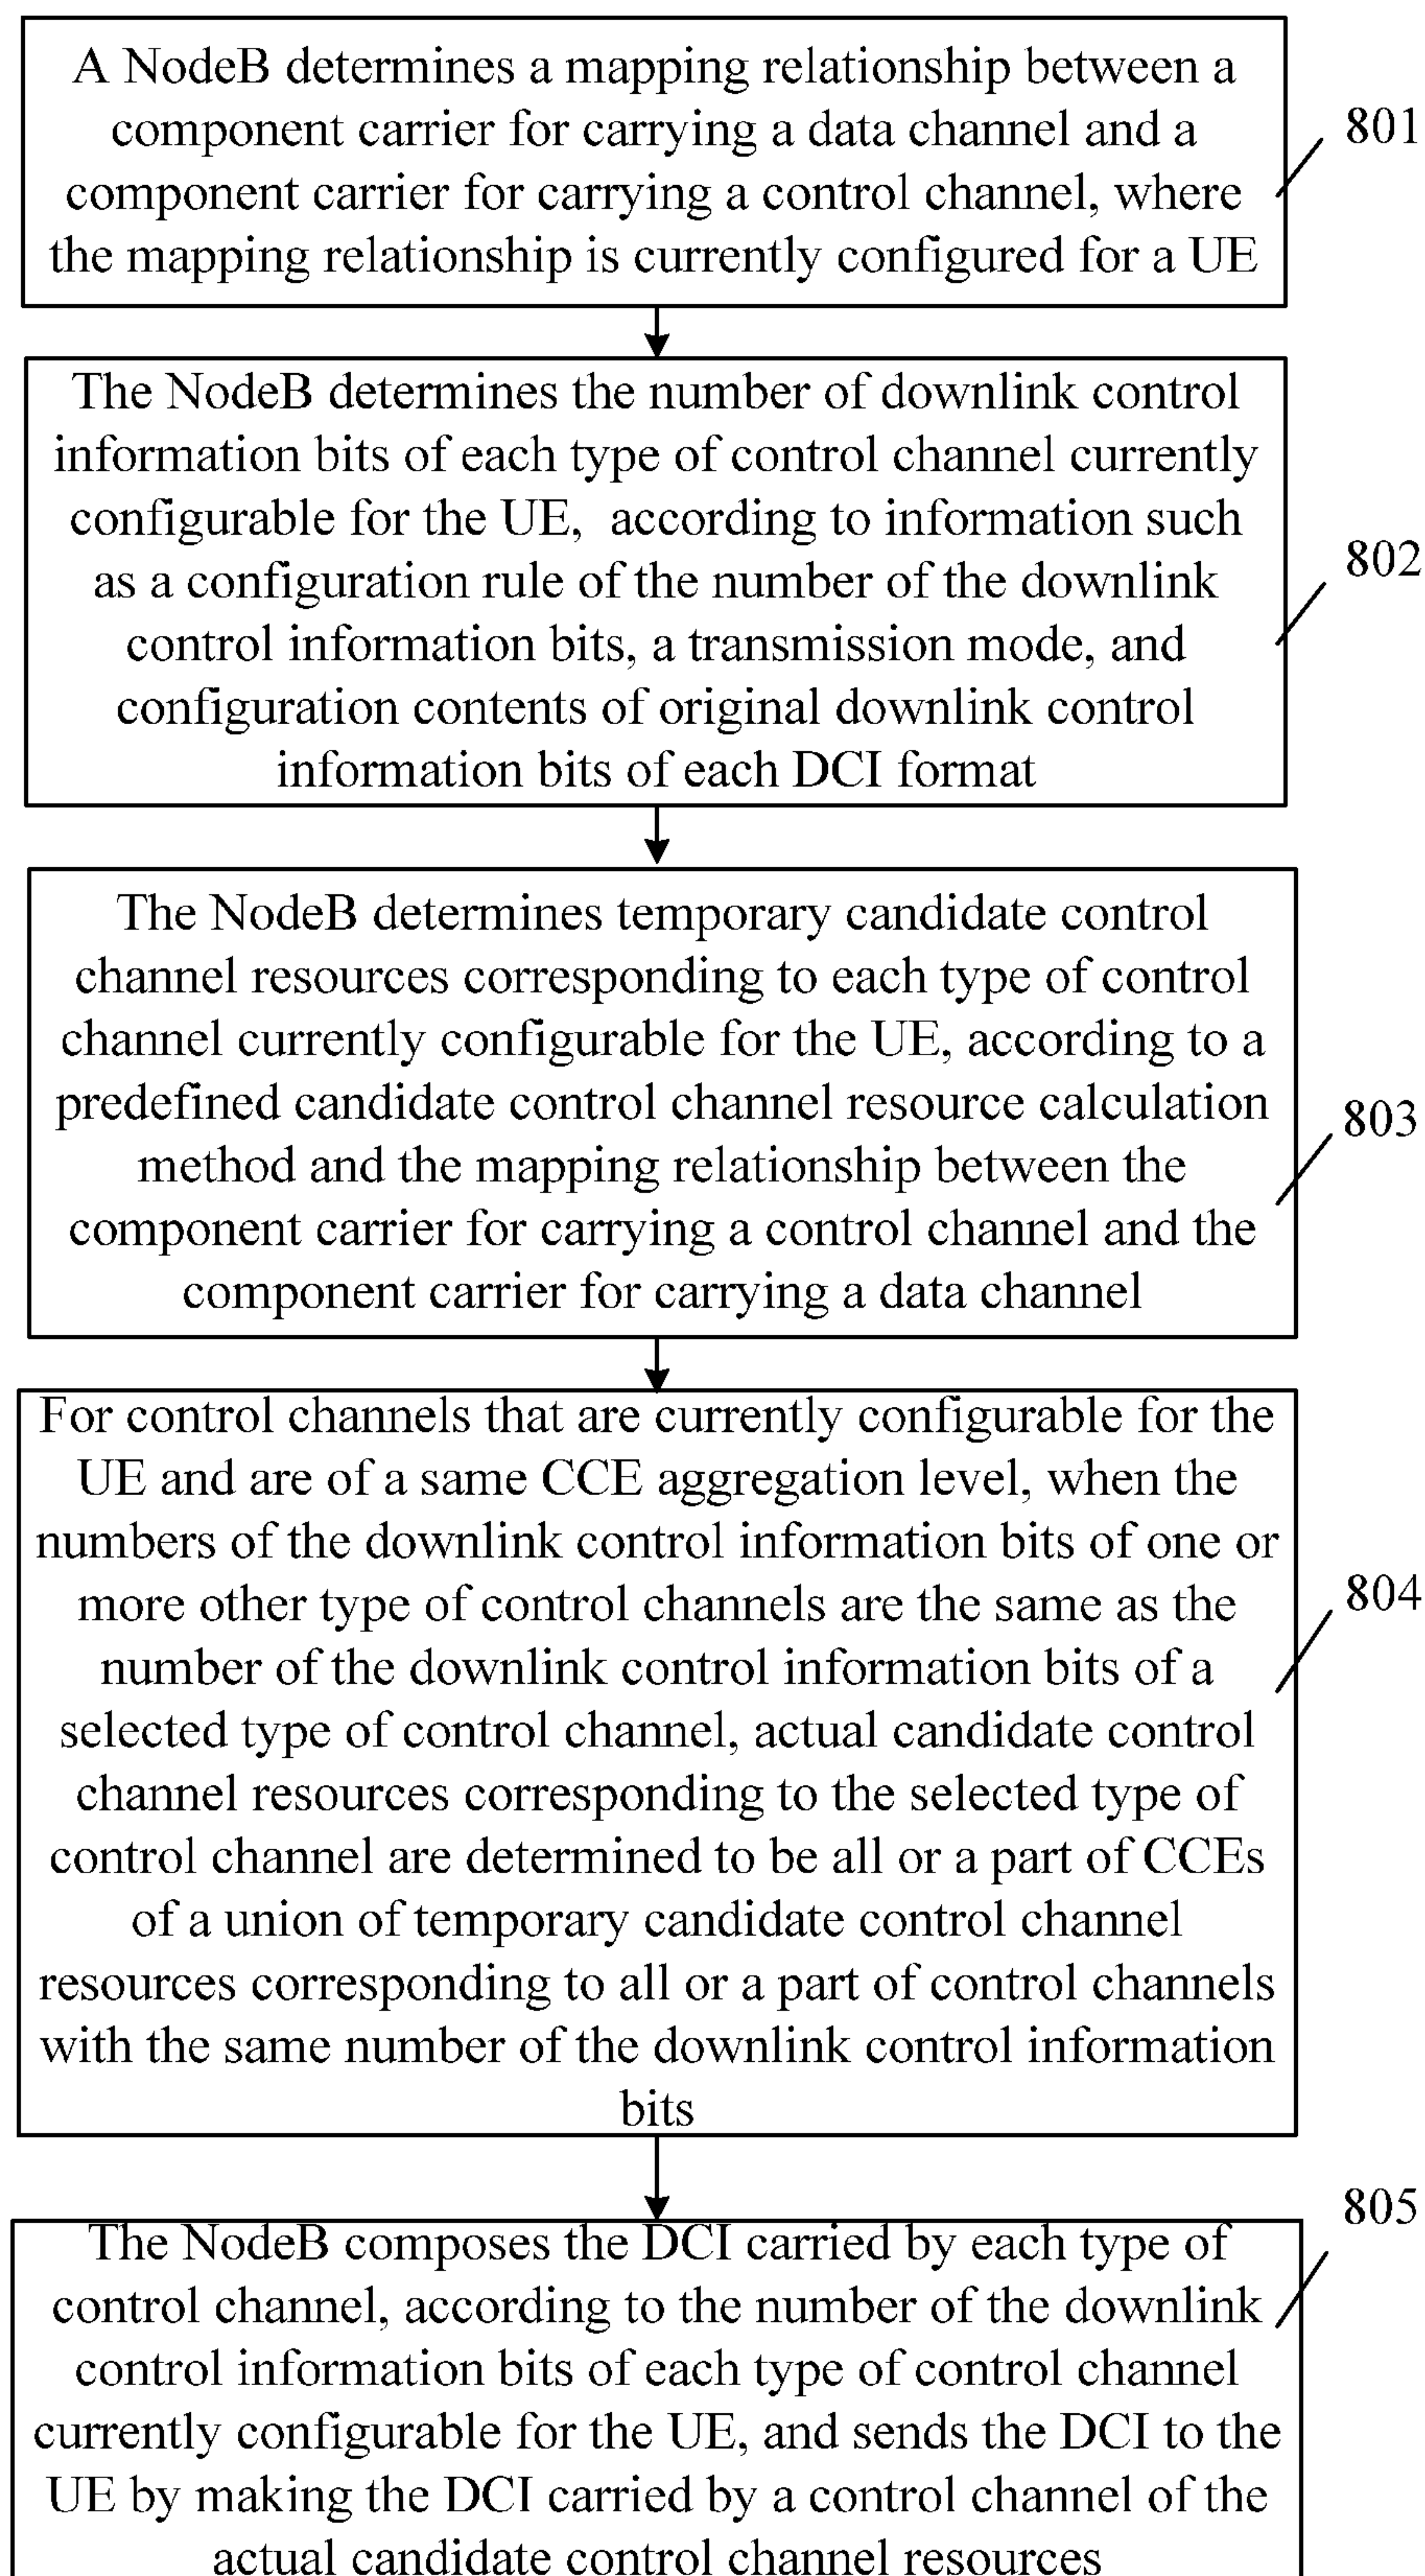 A NodeB determines a mapping relationship between a
component carrier for carrying a data channel and a
component carrier for carrying a control channel, where
the mapping relationship is currently configured for a UE
801
The NodeB determines the number of downlink control
information bits of each type of control channel currently
configurable for the UE, according to information such
as a configuration rule of the number of the downlink
control information bits, a transmission mode, and
configuration contents of original downlink control
information bits of each DCI format
802
The NodeB determines temporary candidate control
channel resources corresponding to each type of control
channel currently configurable for the UE, according to a
predefined candidate control channel resource calculation
method and the mapping relationship between the
component carrier for carrying a control channel and the
component carrier for carrying a data channel
803
For control channels that are currently configurable for the
UE and are of a same CCE aggregation level, when the
numbers of the downlink control information bits of one or
more other type of control channels are the same as the
number of the downlink control information bits of a
selected type of control channel, actual candidate control
channel resources corresponding to the selected type of
control channel are determined to be all or a part of CCEs
of a union of temporary candidate control channel
resources corresponding to all or a part of control channels
with the same number of the downlink control information
bits
804
The NodeB composes the DCI carried by each type of
control channel, according to the number of the downlink
control information bits of each type of control channel
currently configurable for the UE, and sends the DCI to the
UE by making the DCI carried by a control channel of the
actual candidate control channel resources
805